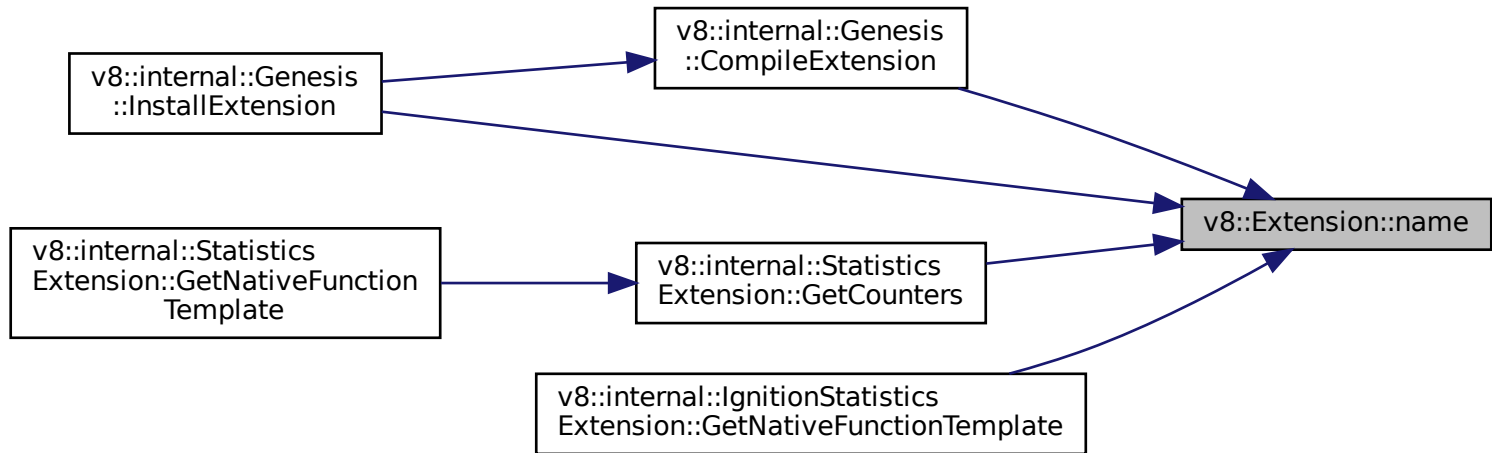 v8::internal::Genesis
::CompileExtension
v8::internal::Genesis
::InstallExtension
v8::Extension::name
v8::internal::Statistics
Extension::GetNativeFunction
Template
v8::internal::Statistics
Extension::GetCounters
v8::internal::IgnitionStatistics
Extension::GetNativeFunctionTemplate